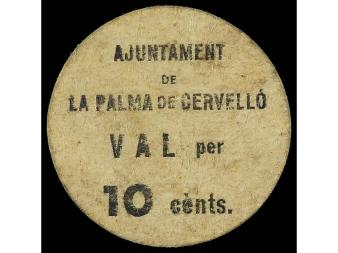 AJUNTAMENT
DE
LA PALMA DE CERVELLÓ
VAL per
10 cènts.